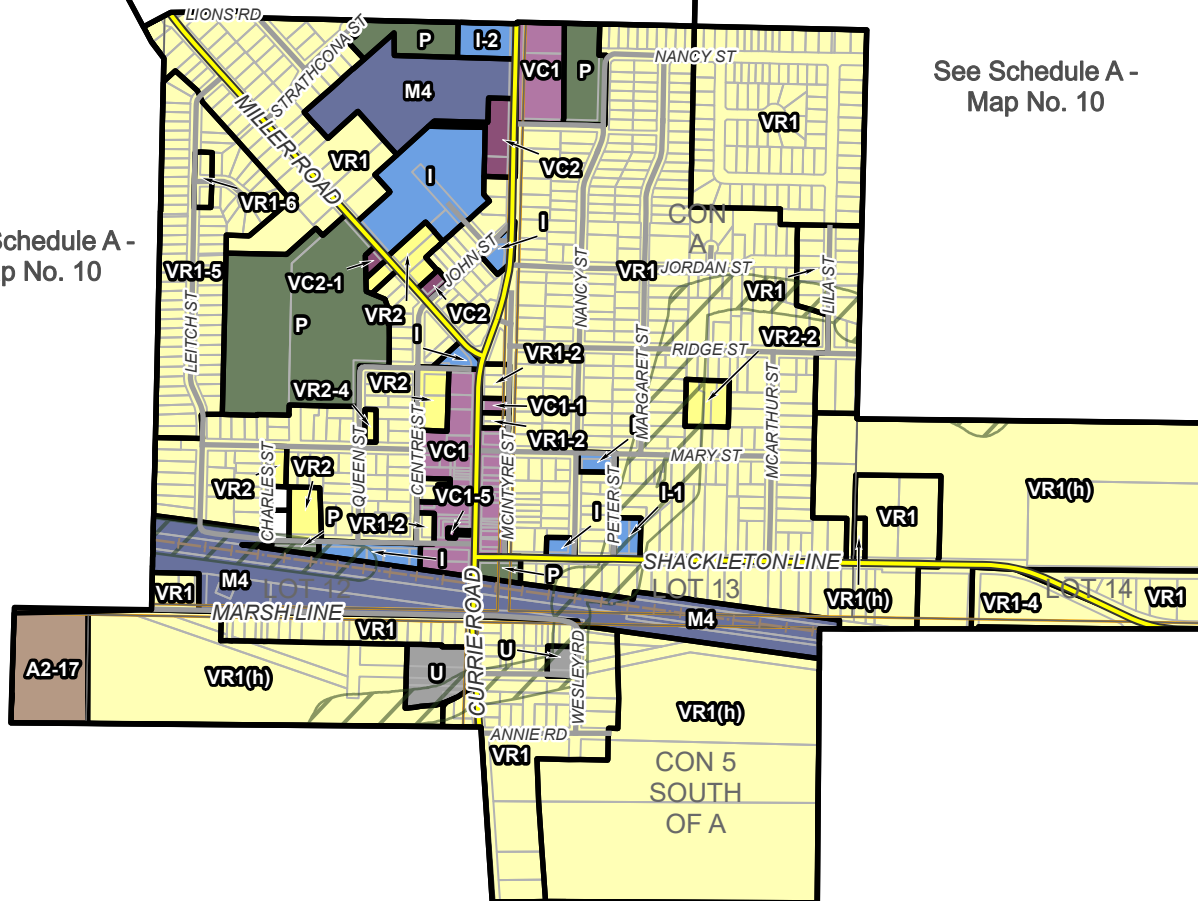 LIONS RD
STRATHCONA ST
P
I-2
VC1
P
NANCY ST
See Schedule A -
Map No. 10
M4
MILLER ROAD
VR1
VR1
I
VC2
VR1-6
CON
A
I
Schedule A -
p No. 10
JOHN ST
VR1-5
VC2-1
VR1
JORDAN ST
VR1
LILA ST
NANCY ST
LEITCH ST
P
VR2
VC2
I
VR1-2
MARGARET ST
RIDGE ST
VR2-2
VR2-4
VR2
VC1-1
MCARTHUR ST
VR1-2
CENTRE ST
VC1
QUEEN ST
CHARLES ST
MCINTYRE ST
MARY ST
VR2
VR2
VC1-5
PETER ST
I-1
VR1(h)
P
VR1-2
I
VR1
I
SHACKLETON LINE
P
M4
LOT 12
LOT 13
LOT 14
VR1
VR1(h)
VR1-4
VR1
MARSH LINE
M4
VR1
CURRIE ROAD
WESLEY RD
U
U
A2-17
VR1(h)
VR1(h)
ANNIE RD
VR1
CON 5
SOUTH
OF A